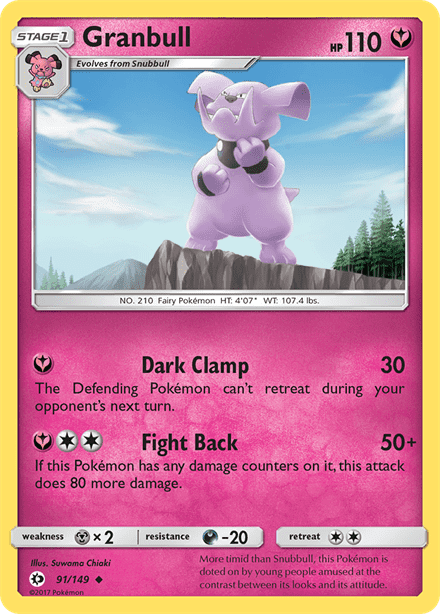 STAGE 1 Granbull HP 110
Evolves from Snubbull
NO. 210 Fairy Pokémon HT: 4'07" WT: 107.4 lbs.
Dark Clamp 30
The Defending Pokémon can't retreat during your
opponent's next turn.
Fight Back 50+
If this Pokémon has any damage counters on it, this attack
does 80 more damage.
weakness ×2 resistance -20 retreat
Illus. Suwama Chiaki
91/149
©2017 Pokémon
More timid than Snubbull, this Pokémon is
doted on by young people amused at the
contrast between its looks and its attitude.